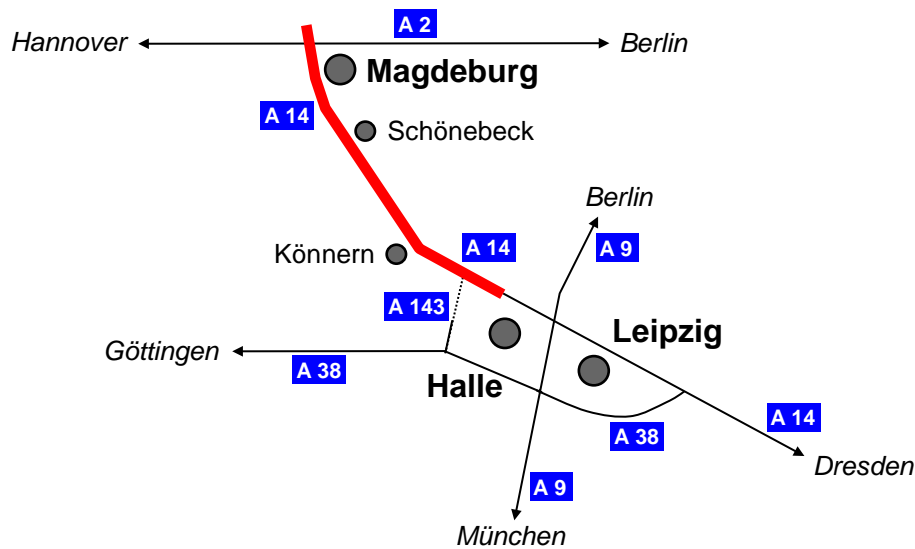 A 2
Hannover
Berlin
Magdeburg
A 14
Schönebeck
Berlin
Könnern
A 14
A 9
A 143
Leipzig
Göttingen
A 38
Halle
A 14
A 38
Dresden
A 9
München